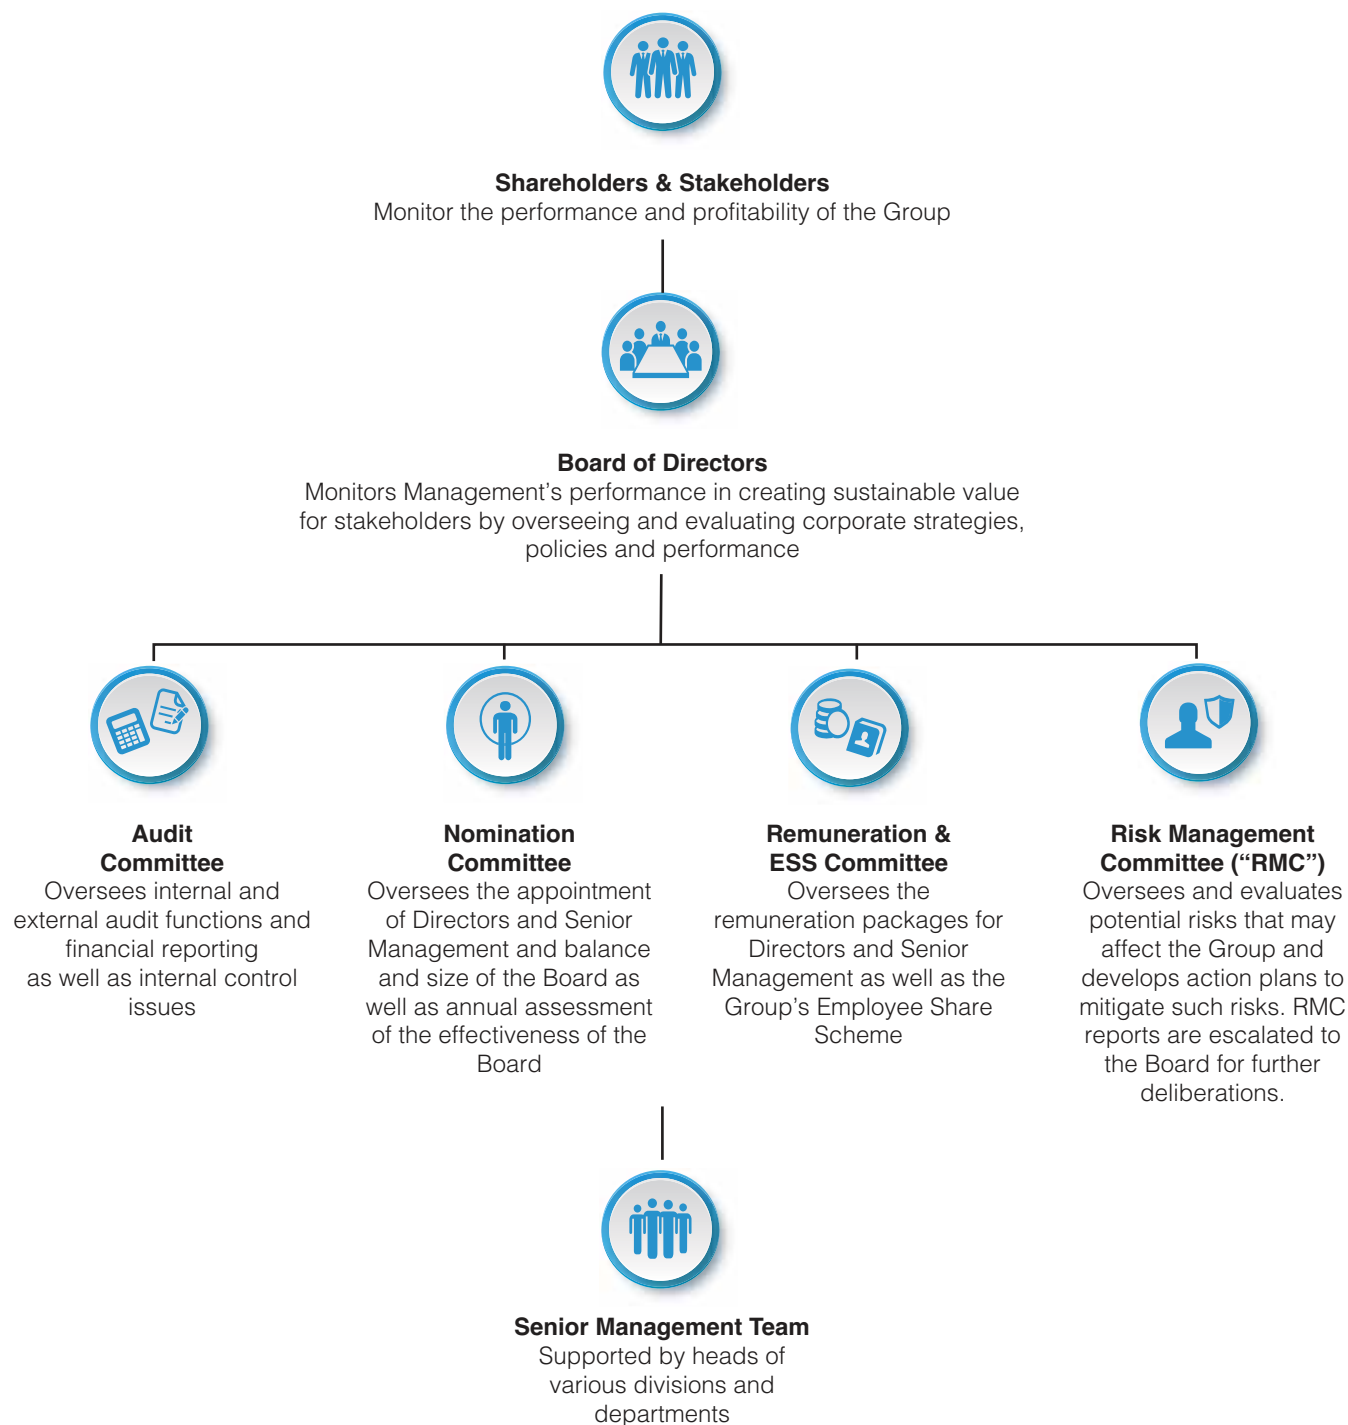 Shareholders & Stakeholders
Monitor the performance and profitability of the Group
Board of Directors
Monitors Management’s performance in creating sustainable value
for stakeholders by overseeing and evaluating corporate strategies,
policies and performance
Audit
Committee
Oversees internal and
external audit functions and
financial reporting
as well as internal control
issues
Nomination
Committee
Oversees the appointment
of Directors and Senior
Management and balance
and size of the Board as
well as annual assessment
of the effectiveness of the
Board
Remuneration &
ESS Committee
Oversees the
remuneration packages for
Directors and Senior
Management as well as the
Group’s Employee Share
Scheme
Risk Management
Committee (“RMC”)
Oversees and evaluates
potential risks that may
affect the Group and
develops action plans to
mitigate such risks. RMC
reports are escalated to
the Board for further
deliberations.
Senior Management Team
Supported by heads of
various divisions and
departments